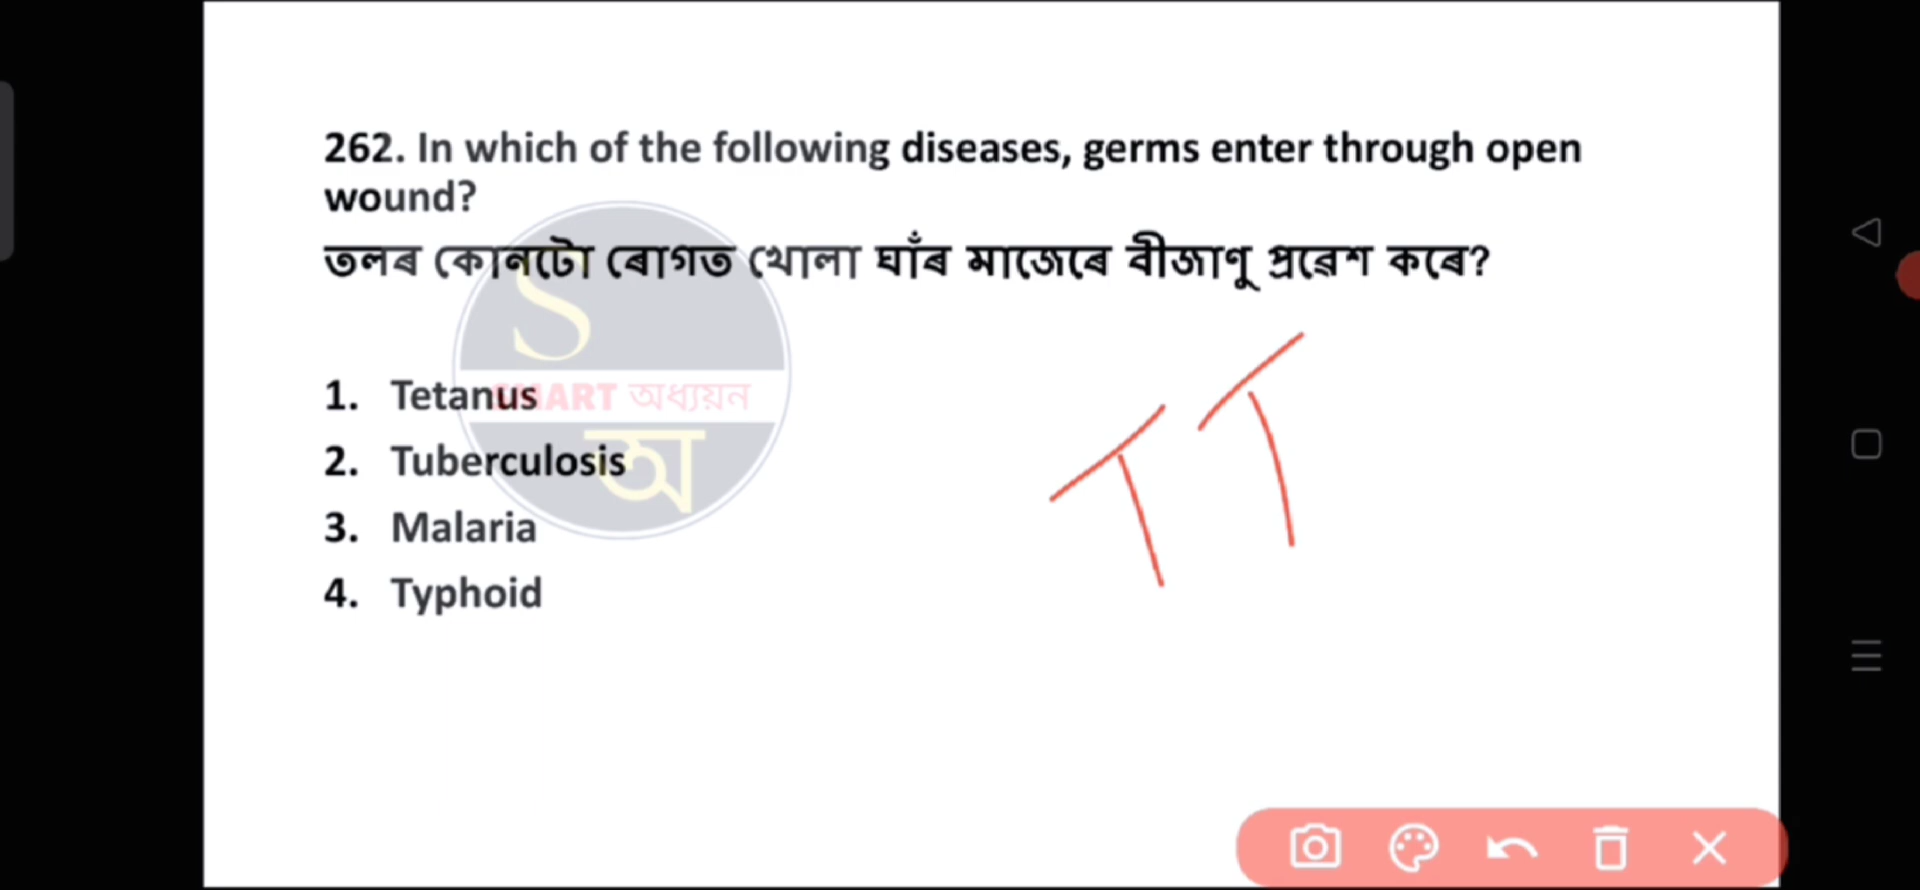 262. In which of the following diseases, germs enter through open
wound?
তলৰ কোনটো ৰোগত খোলা ঘাঁৰ মাজেৰে বীজাণু প্ৰৱেশ কৰে?
S
1. Tetanus
SMART অধ্যয়ন
2. Tuberculosis
অ
3. Malaria
4. Typhoid
TT